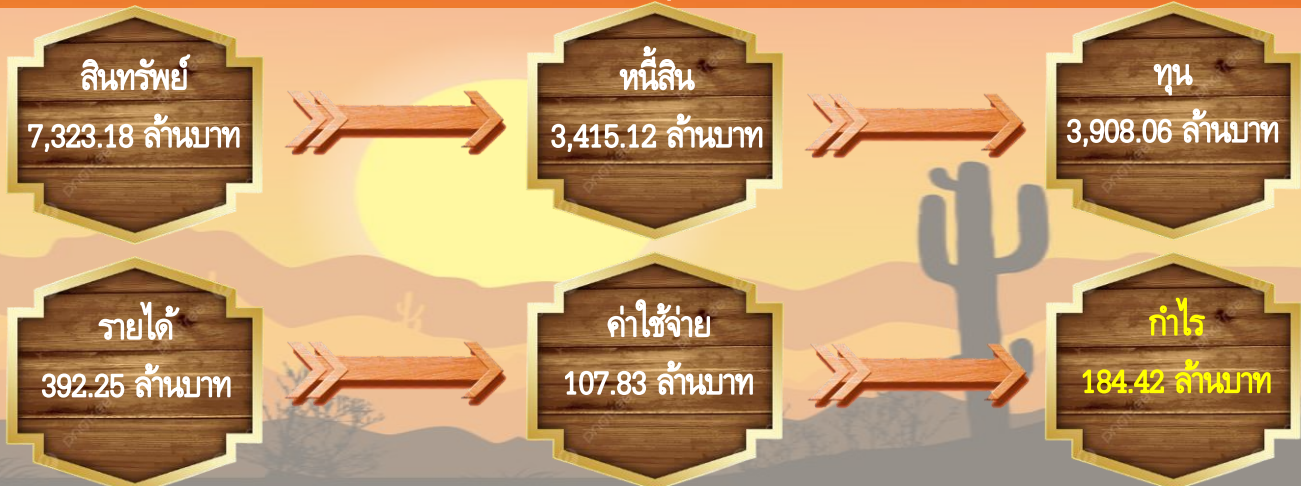 สินทรัพย์
7,323.18 ล้านบาท
หนี้สิน
3,415.12 ล้านบาท
ทุน
3,908.06 ล้านบาท
รายได้
392.25 ล้านบาท
ค่าใช้จ่าย
107.83 ล้านบาท
กำไร
184.42 ล้านบาท